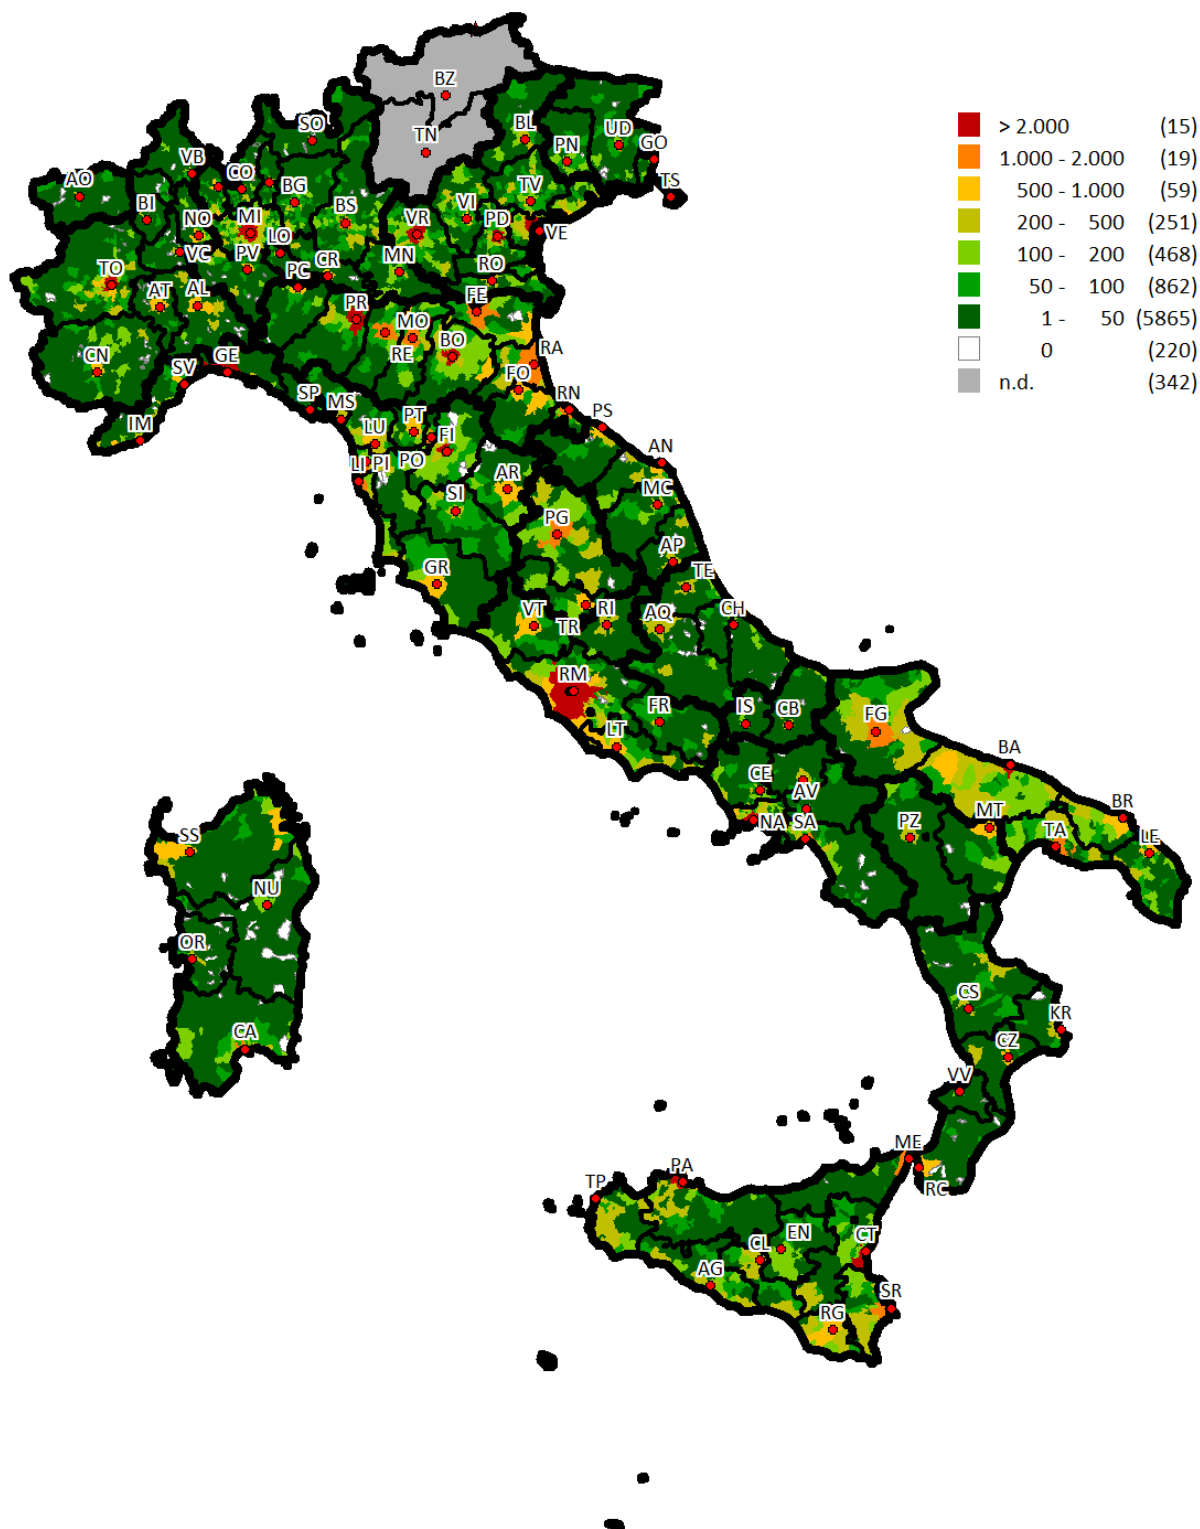 BZ
SO
TN
BL
UD
PN
GO
VB
CO
AO
BG
TV
TS
BI
NO
MI
BS
VR
VI
PD
LO
VE
VC
PV
CR
MN
RO
TO
PC
AT
AL
PR
FE
MO
BO
RE
RA
CN
SV
GE
FO
SP
MS
RN
PS
IM
LU
PT
FI
LI
PI
PO
AN
AR
MC
SI
PG
AP
GR
TE
VT
TR
RI
AQ
CH
RM
FR
IS
CB
FG
LT
BA
CE
AV
NA
SA
PZ
MT
BR
TA
LE
SS
NU
OR
CS
CA
KR
CZ
VV
ME
RC
PA
TP
EN
CL
CT
AG
SR
RG
> 2.000 (15)
1.000 - 2.000 (19)
500 - 1.000 (59)
200 - 500 (251)
100 - 200 (468)
50 - 100 (862)
1 - 50 (5865)
0 (220)
n.d. (342)